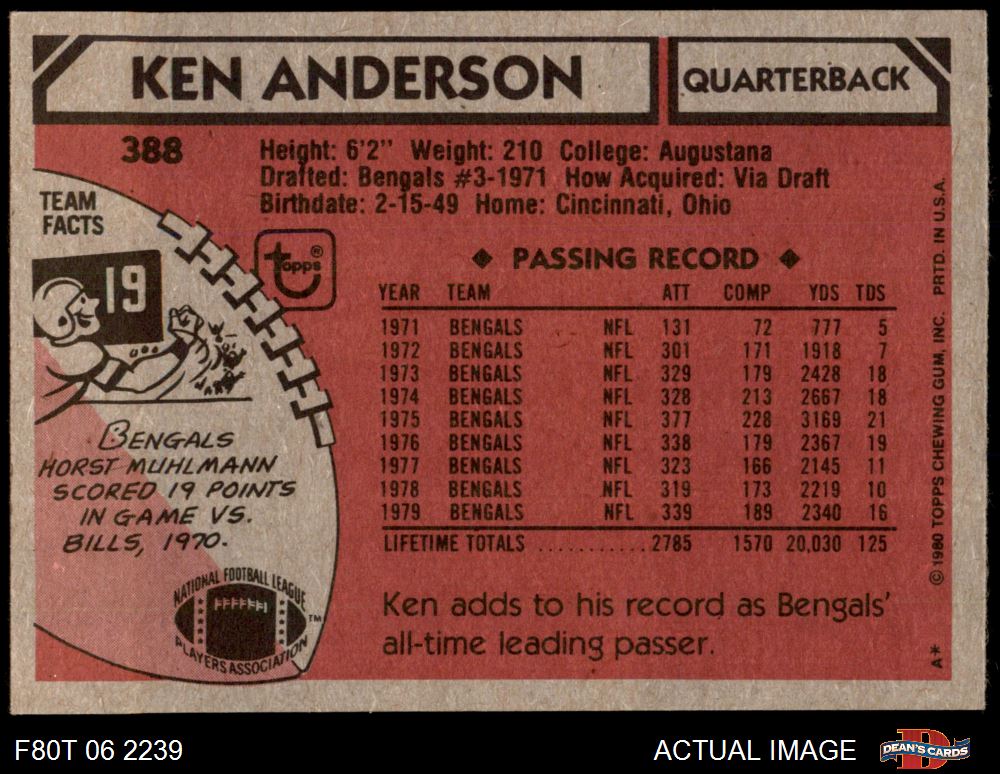 KEN ANDERSON
QUARTERBACK
388
Height: 6'2" Weight: 210 College: Augustana
Drafted: Bengals #3-1971 How Acquired: Via Draft
Birthdate: 2-15-49 Home: Cincinnati, Ohio
TEAM
FACTS
19
topps®
BENGALS
HORST MUHLMANN
SCORED 19 POINTS
IN GAME VS.
BILLS, 1970.
NATIONAL FOOTBALL LEAGUE
PLAYERS ASSOCIATION
TM
◆ PASSING RECORD ◆
YEAR TEAM ATT COMP YDS TDS
1971 BENGALS NFL 131 72 777 5
1972 BENGALS NFL 301 171 1918 7
1973 BENGALS NFL 329 179 2428 18
1974 BENGALS NFL 328 213 2667 18
1975 BENGALS NFL 377 228 3169 21
1976 BENGALS NFL 338 179 2367 19
1977 BENGALS NFL 323 166 2145 11
1978 BENGALS NFL 319 173 2219 10
1979 BENGALS NFL 339 189 2340 16
LIFETIME TOTALS ........... 2785 1570 20,030 125
Ken adds to his record as Bengals'
all-time leading passer.
A* © 1980 TOPPS CHEWING GUM, INC. PRTD. IN U.S.A.
F80T 06 2239
ACTUAL IMAGE
DEAN'S CARDS